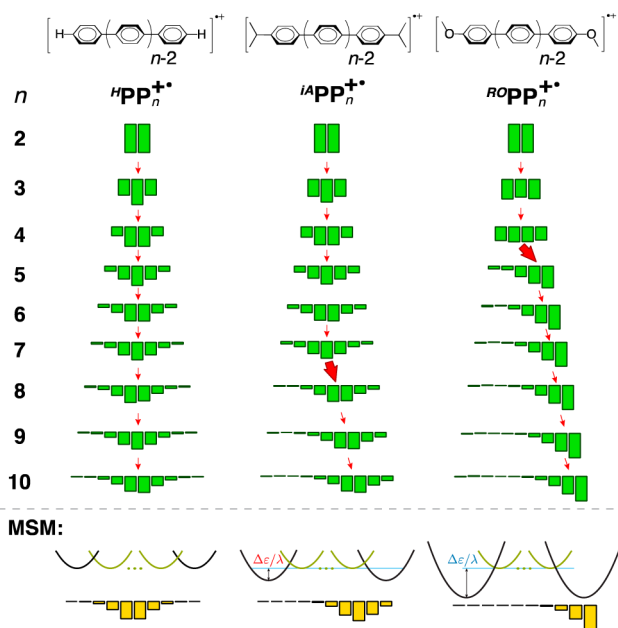 [H ( ) H]•+ n-2 [ ( ) ]•+ n-2 [O ( ) O]•+ n-2
n HPPn+• iAPPn+• ROPPn+•
2
3
4
5
6
7
8
9
10
MSM:
Δε/λ Δε/λ